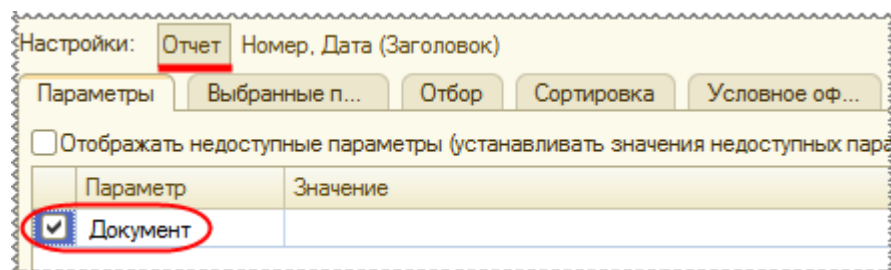 Настройки: Отчет Номер, Дата (Заголовок)
Параметры Выбранные п... Отбор Сортировка Условное оф...
Отображать недоступные параметры (устанавливать значения недоступных пара
Параметр Значение
Документ